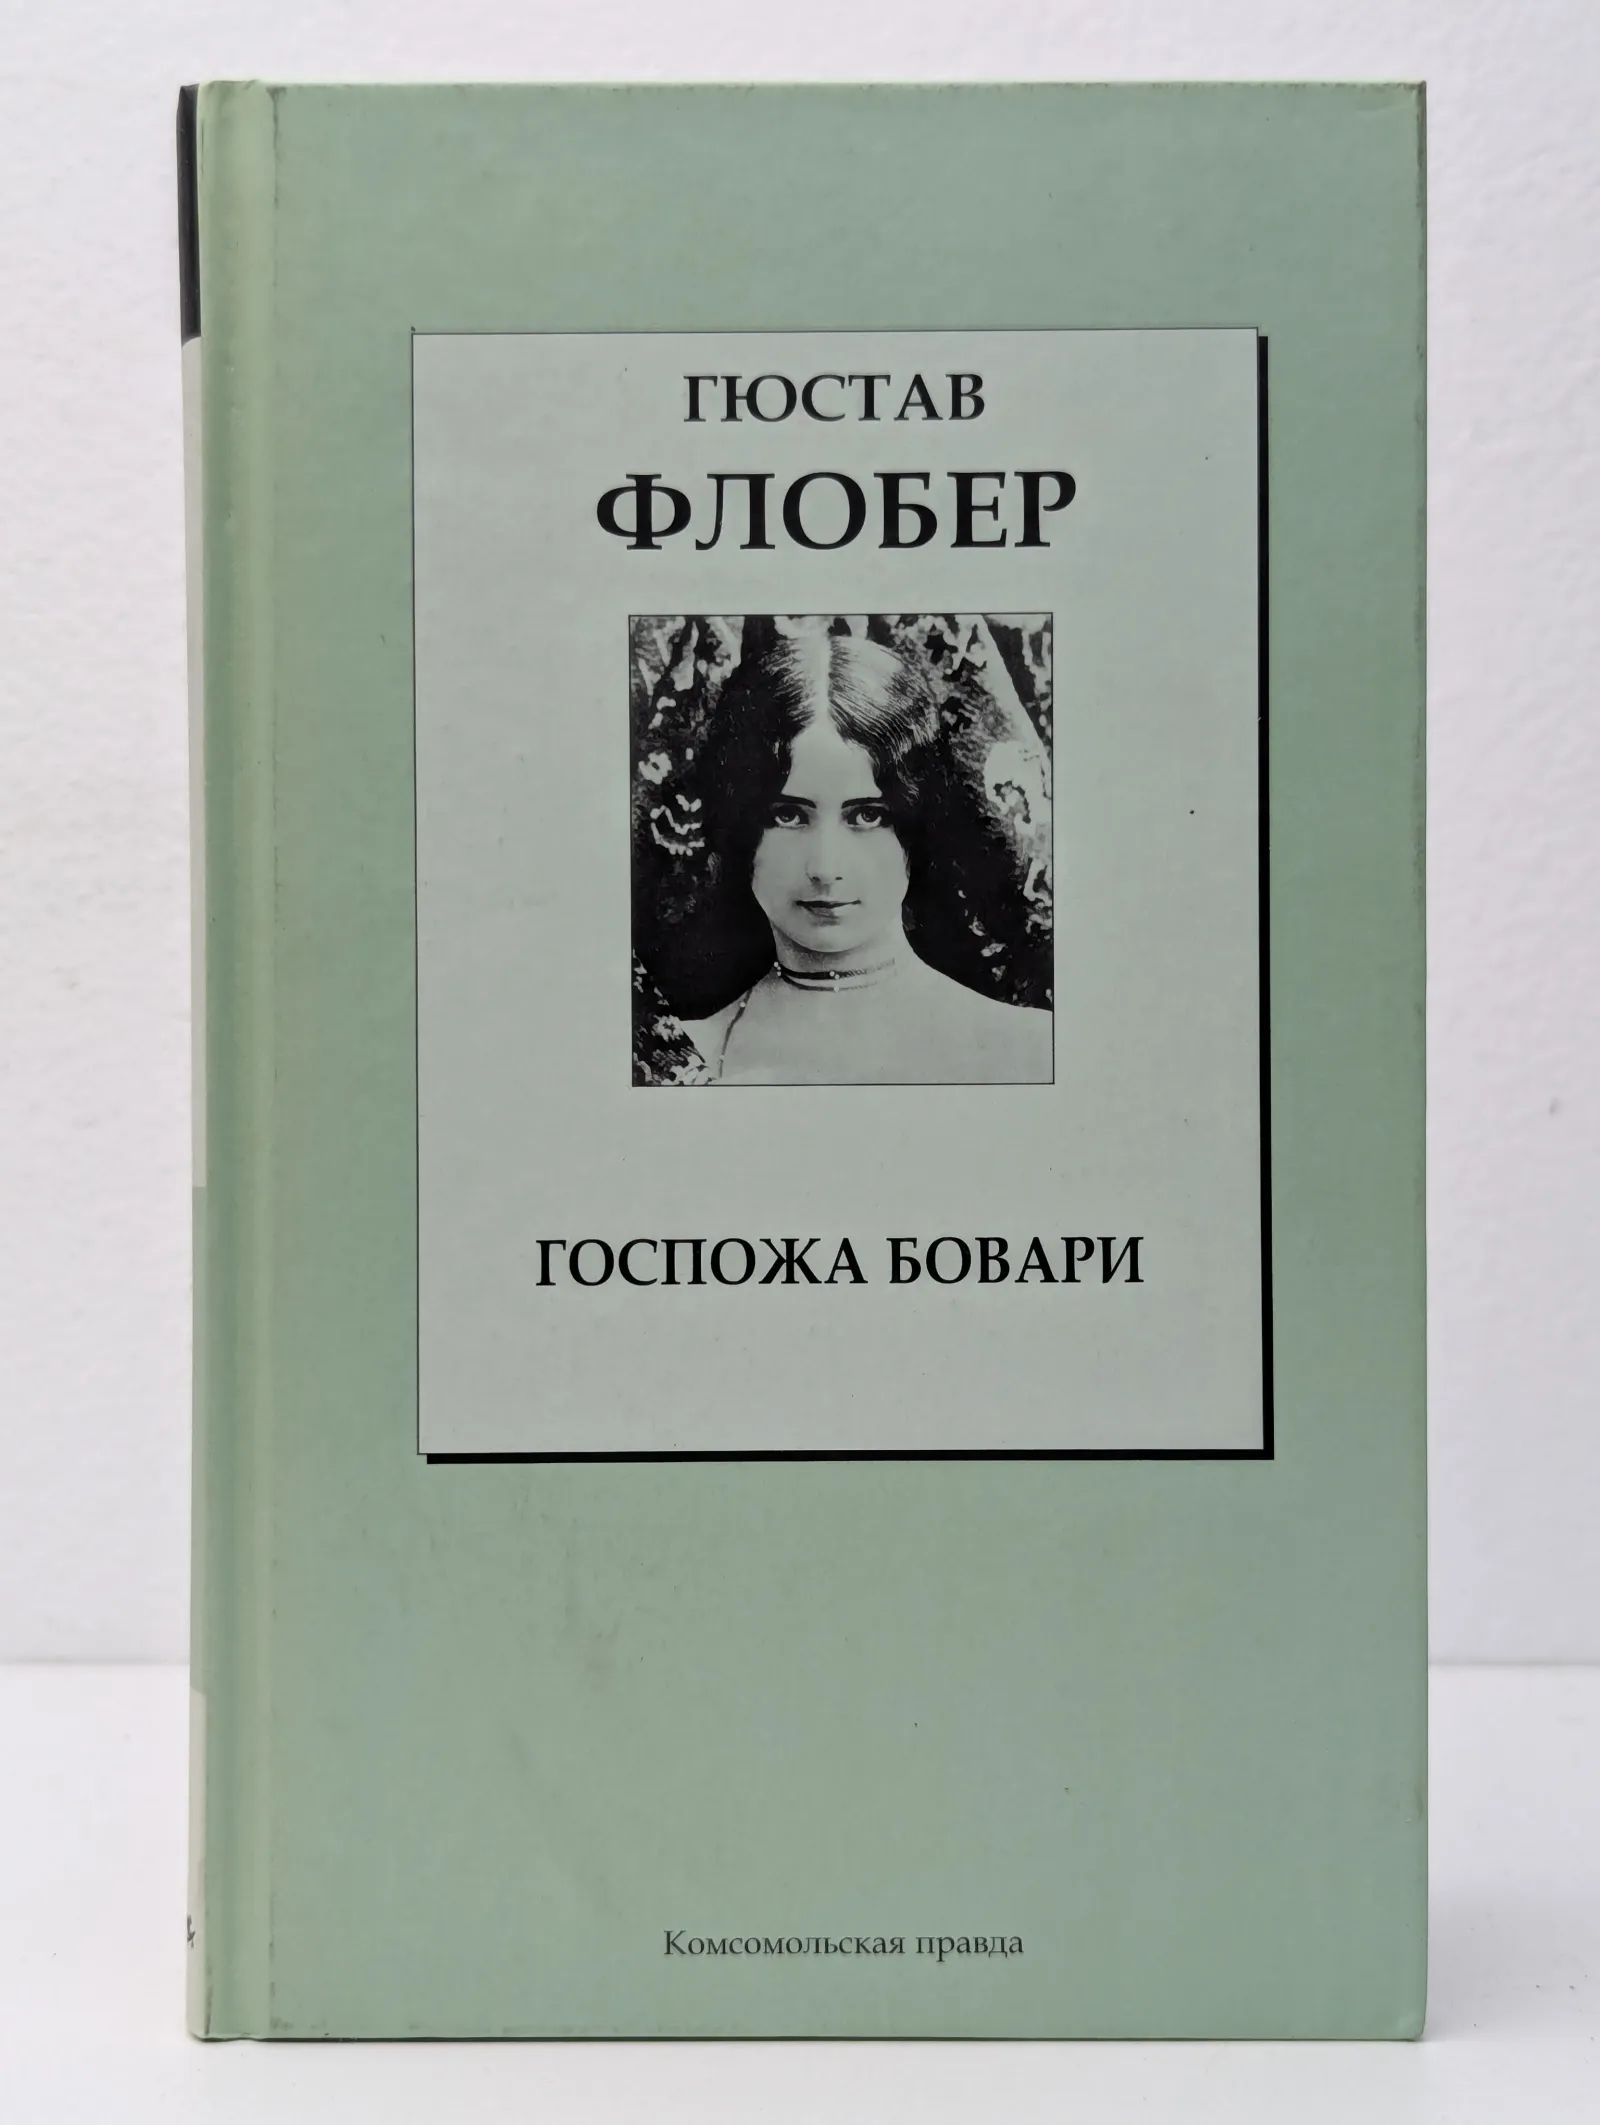 ГЮСТАВ
ФЛОБЕР
ГОСПОЖА БОВАРИ
Комсомольская правда